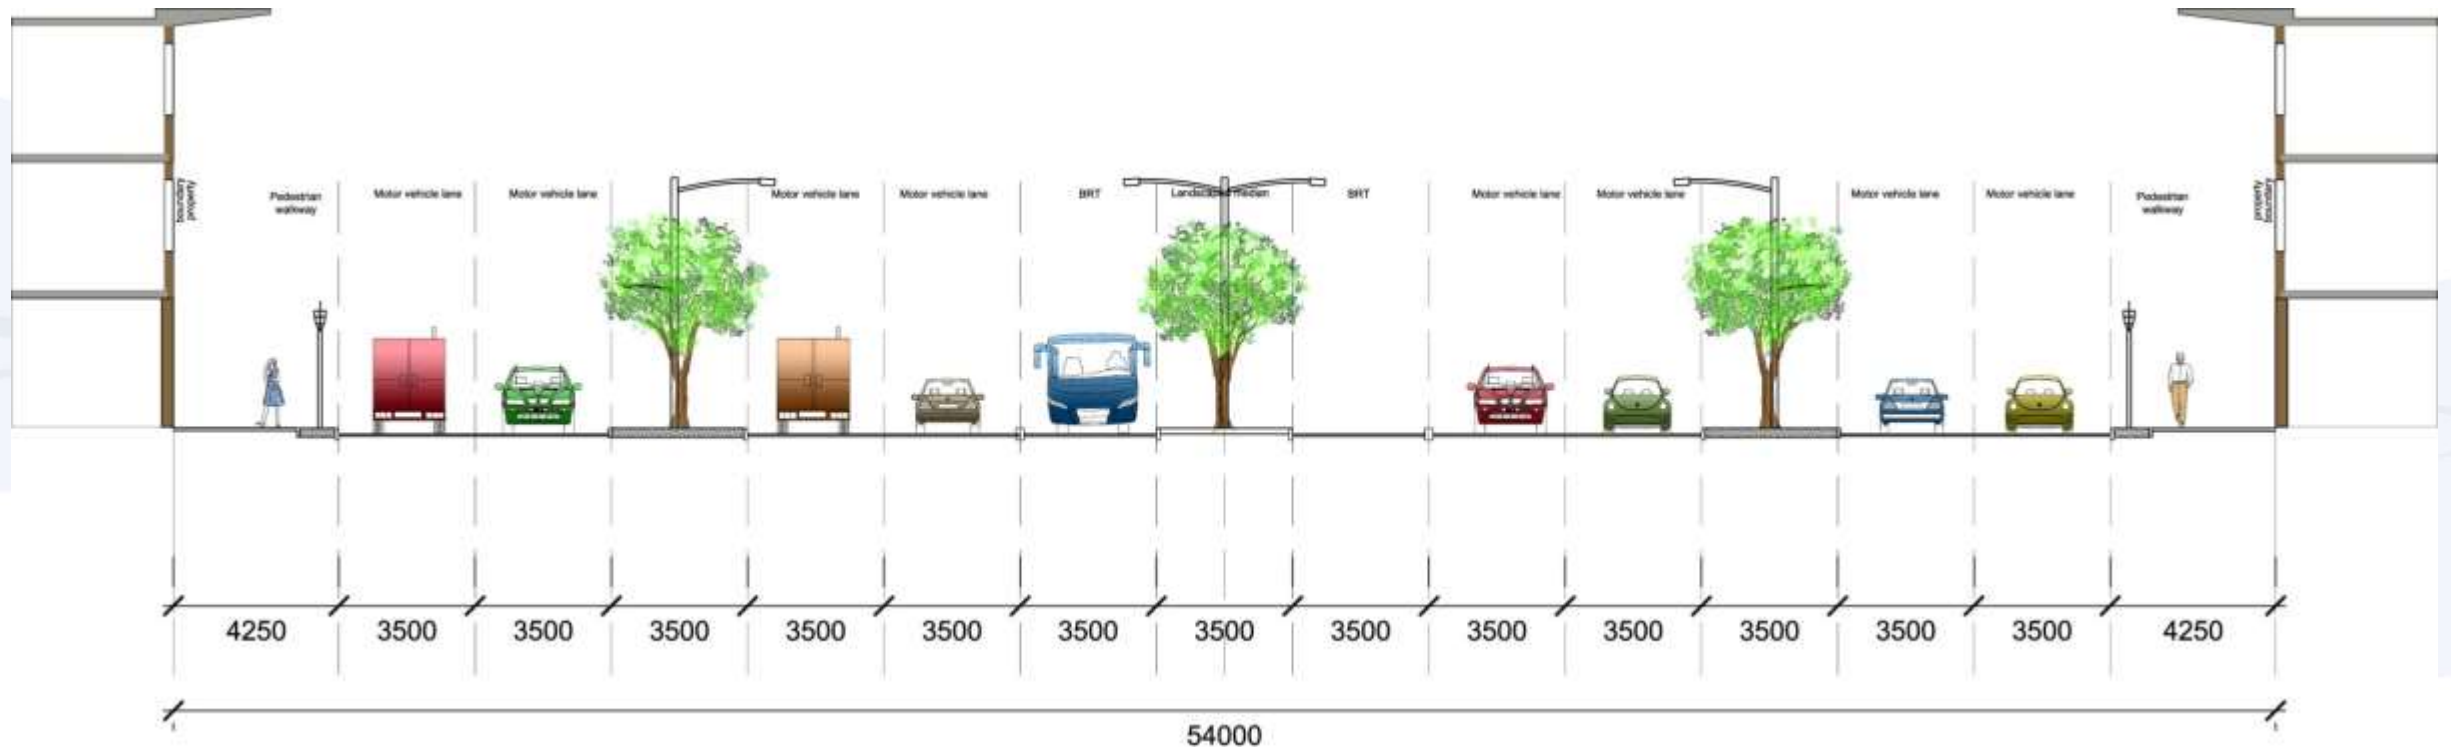 boundary
property
Pedestrian
walkway
Motor vehicle lane
Motor vehicle lane
Motor vehicle lane
Motor vehicle lane
BRT
Landscaped median
BRT
Motor vehicle lane
Motor vehicle lane
Motor vehicle lane
Motor vehicle lane
Pedestrian
walkway
property
boundary
4250
3500
3500
3500
3500
3500
3500
3500
3500
3500
3500
3500
3500
3500
4250
54000